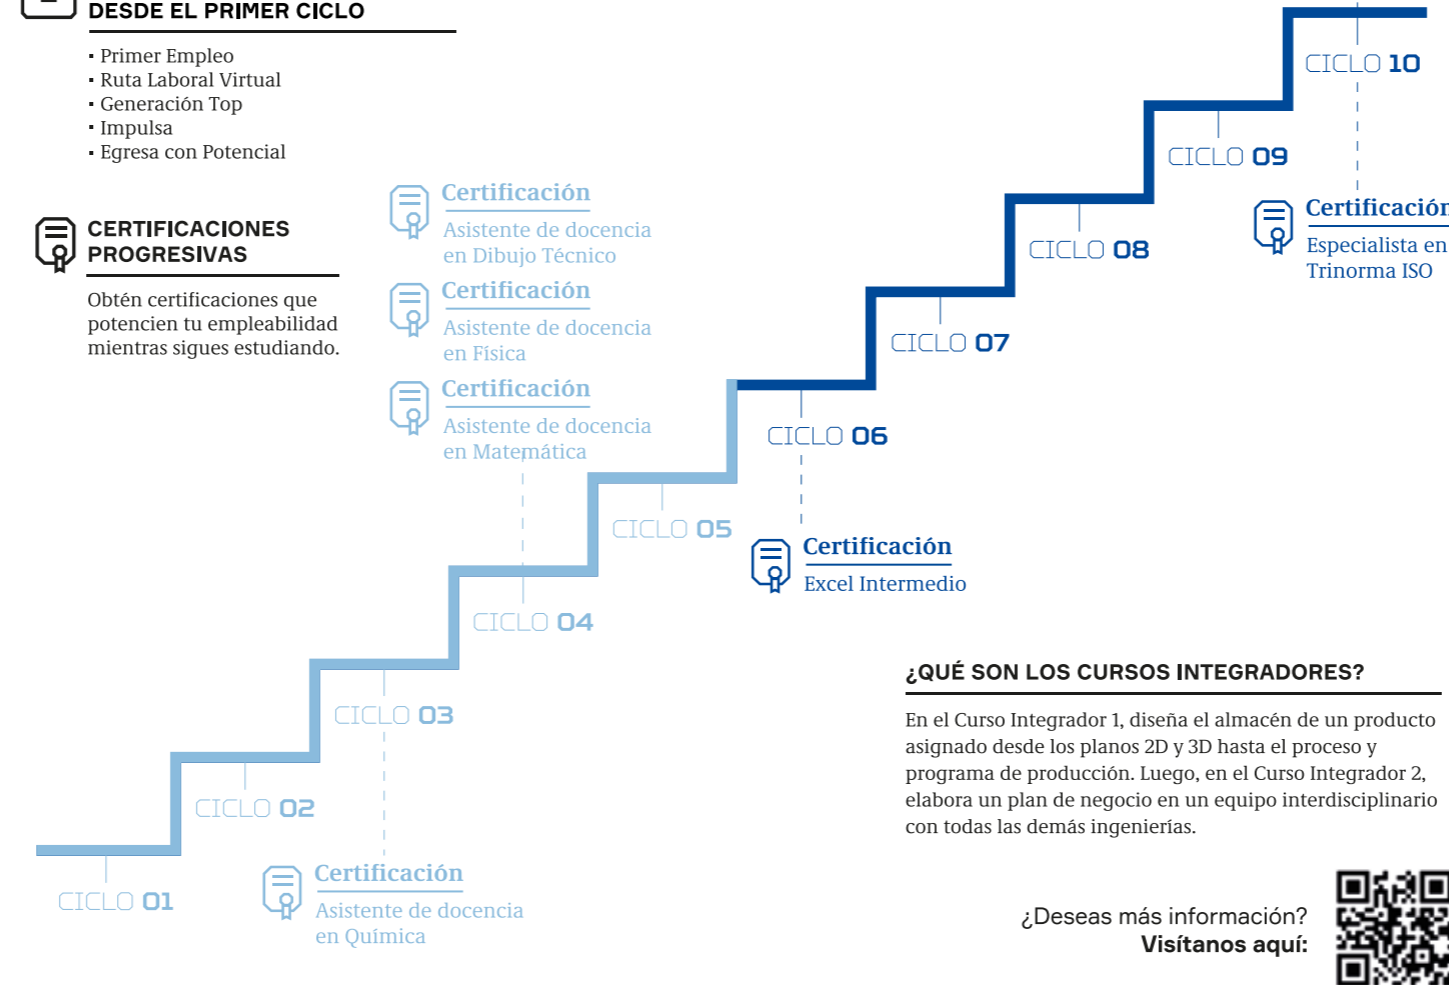 DESDE EL PRIMER CICLO
▪ Primer Empleo
▪ Ruta Laboral Virtual
▪ Generación Top
▪ Impulsa
▪ Egresa con Potencial
CERTIFICACIONES
PROGRESIVAS
Obtén certificaciones que
potencien tu empleabilidad
mientras sigues estudiando.
Certificación
Asistente de docencia
en Dibujo Técnico
Certificación
Asistente de docencia
en Física
Certificación
Asistente de docencia
en Matemática
CICLO 10
CICLO 09
Certificación
Especialista en
Trinorma ISO
CICLO 08
CICLO 07
CICLO 06
Certificación
Excel Intermedio
CICLO 05
CICLO 04
CICLO 03
CICLO 02
CICLO 01
Certificación
Asistente de docencia
en Química
¿QUÉ SON LOS CURSOS INTEGRADORES?
En el Curso Integrador 1, diseña el almacén de un producto
asignado desde los planos 2D y 3D hasta el proceso y
programa de producción. Luego, en el Curso Integrador 2,
elabora un plan de negocio en un equipo interdisciplinario
con todas las demás ingenierías.
¿Deseas más información?
Visítanos aquí: